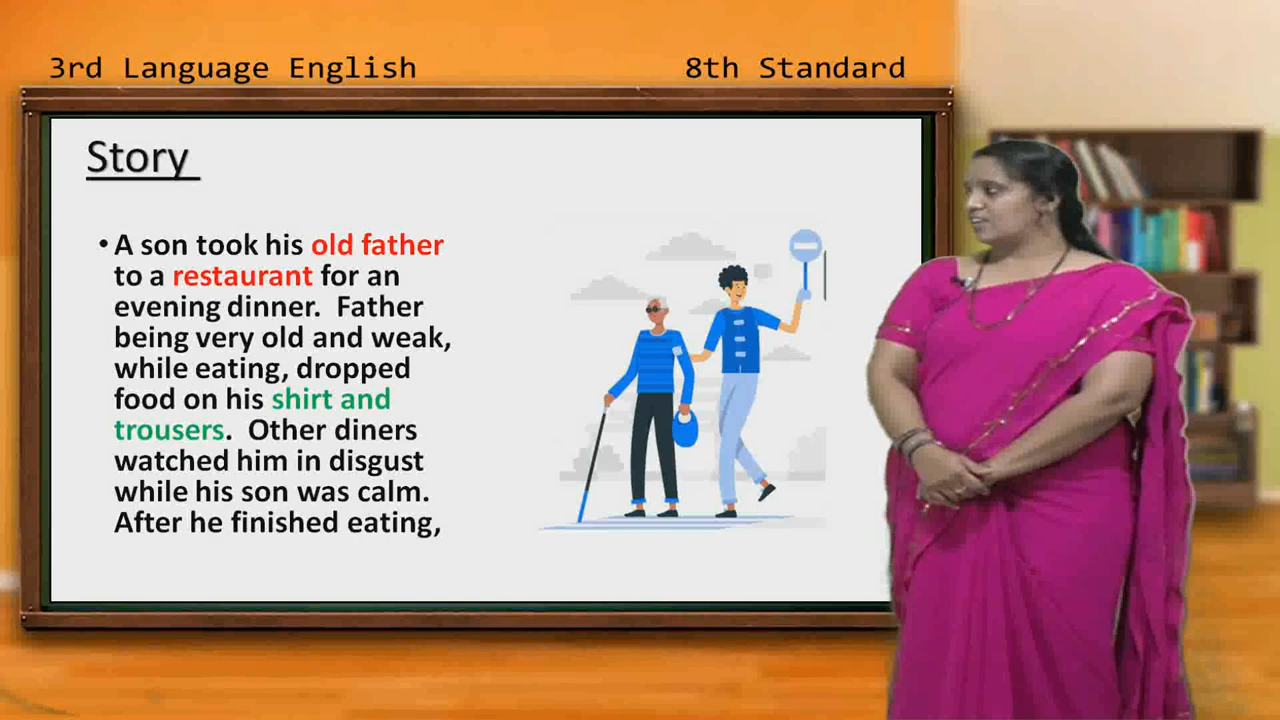 3rd Language English
8th Standard
Story
• A son took his old father
to a restaurant for an
evening dinner.  Father
being very old and weak,
while eating, dropped
food on his shirt and
trousers.  Other diners
watched him in disgust
while his son was calm.
After he finished eating,